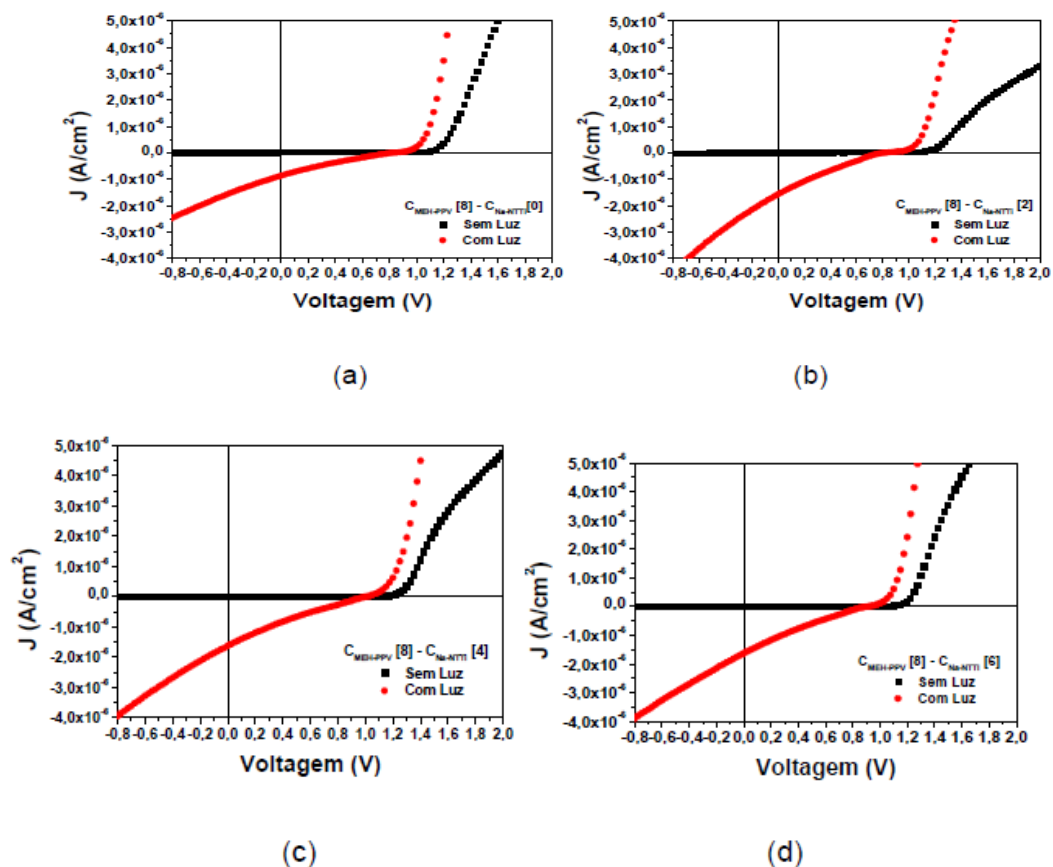 5,0x10⁻⁶
4,0x10⁻⁶
3,0x10⁻⁶
2,0x10⁻⁶
1,0x10⁻⁶
0,0
-1,0x10⁻⁶
-2,0x10⁻⁶
-3,0x10⁻⁶
-4,0x10⁻⁶
J (A/cm²)
C MEH-PPV [8] - C Na-NTTi [0]
Sem Luz
Com Luz
-0,8 -0,6 -0,4 -0,2 0,0 0,2 0,4 0,6 0,8 1,0 1,2 1,4 1,6 1,8 2,0
Voltagem (V)
(a)
5,0x10⁻⁶
4,0x10⁻⁶
3,0x10⁻⁶
2,0x10⁻⁶
1,0x10⁻⁶
0,0
-1,0x10⁻⁶
-2,0x10⁻⁶
-3,0x10⁻⁶
-4,0x10⁻⁶
J (A/cm²)
C MEH-PPV [8] - C Na-NTTi [2]
Sem Luz
Com Luz
-0,8 -0,6 -0,4 -0,2 0,0 0,2 0,4 0,6 0,8 1,0 1,2 1,4 1,6 1,8 2,0
Voltagem (V)
(b)
5,0x10⁻⁶
4,0x10⁻⁶
3,0x10⁻⁶
2,0x10⁻⁶
1,0x10⁻⁶
0,0
-1,0x10⁻⁶
-2,0x10⁻⁶
-3,0x10⁻⁶
-4,0x10⁻⁶
J (A/cm²)
C MEH-PPV [8] - C Na-NTTi [4]
Sem Luz
Com Luz
-0,8 -0,6 -0,4 -0,2 0,0 0,2 0,4 0,6 0,8 1,0 1,2 1,4 1,6 1,8 2,0
Voltagem (V)
(c)
5,0x10⁻⁶
4,0x10⁻⁶
3,0x10⁻⁶
2,0x10⁻⁶
1,0x10⁻⁶
0,0
-1,0x10⁻⁶
-2,0x10⁻⁶
-3,0x10⁻⁶
-4,0x10⁻⁶
J (A/cm²)
C MEH-PPV [8] - C Na-NTTi [6]
Sem Luz
Com Luz
-0,8 -0,6 -0,4 -0,2 0,0 0,2 0,4 0,6 0,8 1,0 1,2 1,4 1,6 1,8 2,0
Voltagem (V)
(d)